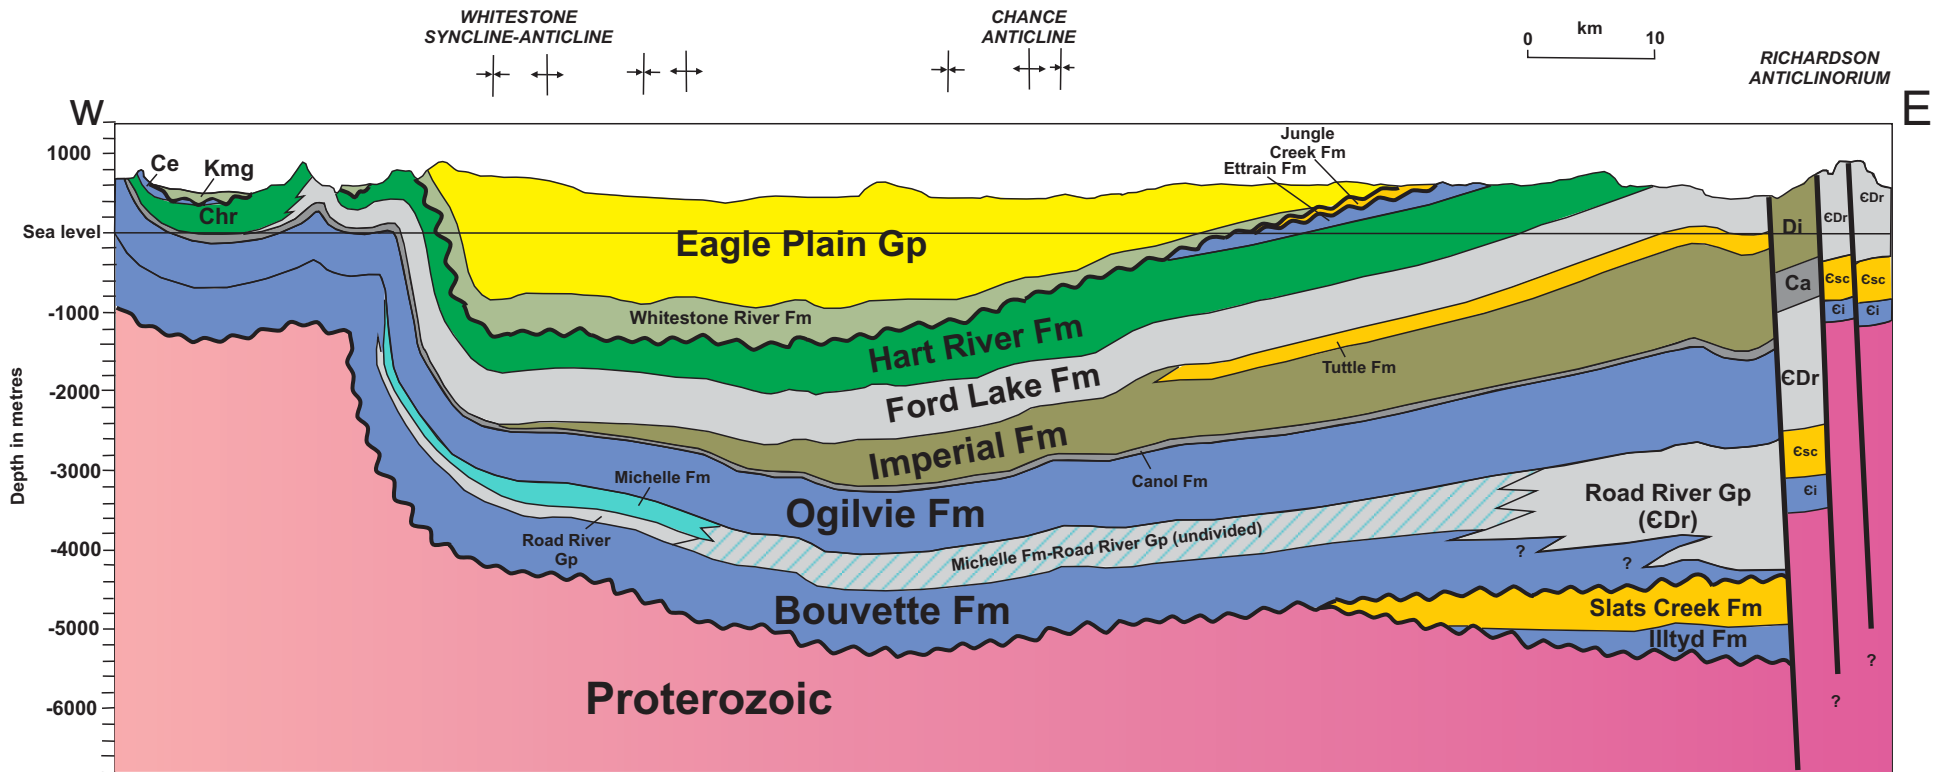 WHITESTONE
SYNCLINE-ANTICLINE
CHANCE
ANTICLINE
km
0 10
RICHARDSON
ANTICLINORIUM
W
E
1000
Sea level
-1000
-2000
-3000
-4000
-5000
-6000
Depth in metres
Ce
Kmg
Chr
Jungle
Creek Fm
Ettrain Fm
Eagle Plain Gp
Whitestone River Fm
Hart River Fm
Ford Lake Fm
Tuttle Fm
Imperial Fm
Canol Fm
Michelle Fm
Ogilvie Fm
Road River
Gp
Michelle Fm-Road River Gp (undivided)
Road River Gp
(ЄDr)
?
?
Bouvette Fm
Slats Creek Fm
Illtyd Fm
Proterozoic
Di
Ca
ЄDr
Єsc
Єi
ЄDr
Єsc
Єi
?
ЄDr
Єsc
Єi
?